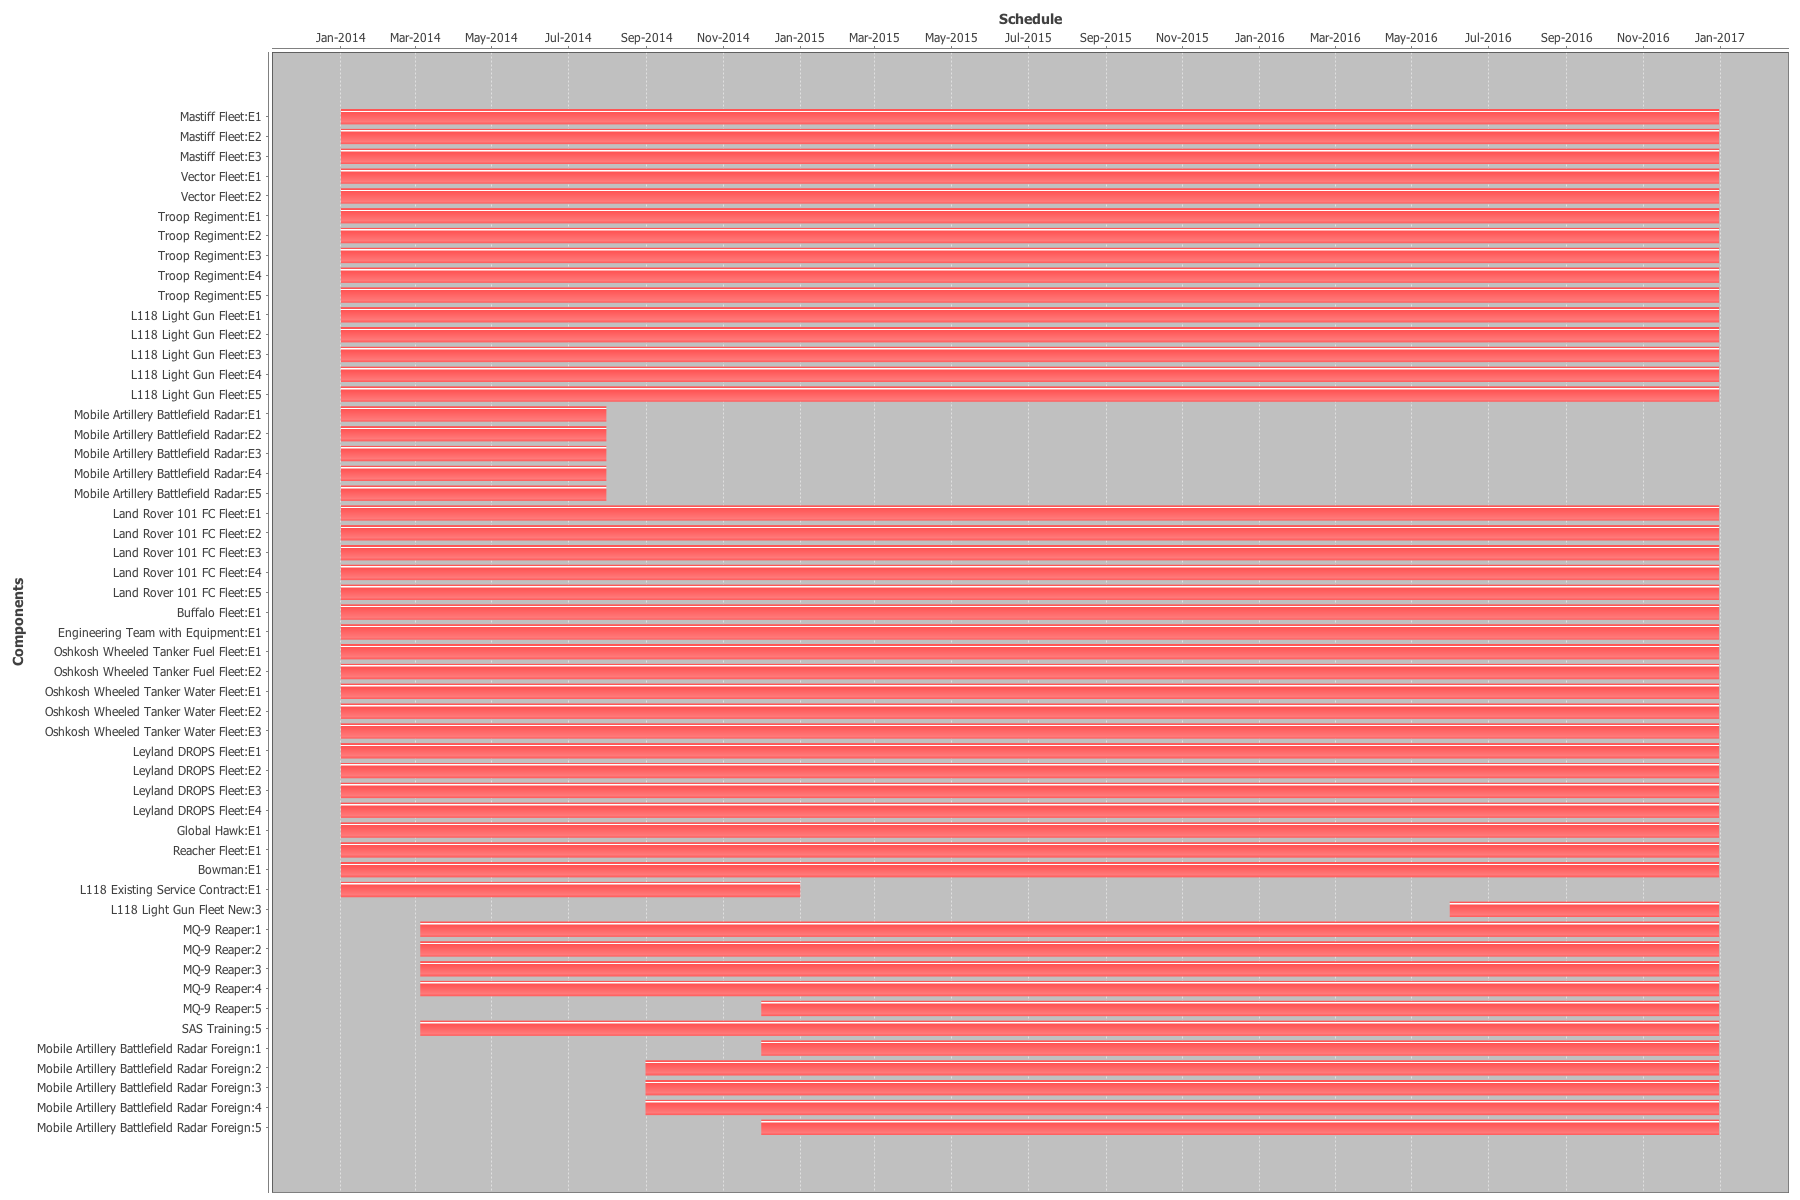 Schedule
Jan-2014 Mar-2014 May-2014 Jul-2014 Sep-2014 Nov-2014 Jan-2015 Mar-2015 May-2015 Jul-2015 Sep-2015 Nov-2015 Jan-2016 Mar-2016 May-2016 Jul-2016 Sep-2016 Nov-2016 Jan-2017
Components
Mastiff Fleet:E1
Mastiff Fleet:E2
Mastiff Fleet:E3
Vector Fleet:E1
Vector Fleet:E2
Troop Regiment:E1
Troop Regiment:E2
Troop Regiment:E3
Troop Regiment:E4
Troop Regiment:E5
L118 Light Gun Fleet:E1
L118 Light Gun Fleet:E2
L118 Light Gun Fleet:E3
L118 Light Gun Fleet:E4
L118 Light Gun Fleet:E5
Mobile Artillery Battlefield Radar:E1
Mobile Artillery Battlefield Radar:E2
Mobile Artillery Battlefield Radar:E3
Mobile Artillery Battlefield Radar:E4
Mobile Artillery Battlefield Radar:E5
Land Rover 101 FC Fleet:E1
Land Rover 101 FC Fleet:E2
Land Rover 101 FC Fleet:E3
Land Rover 101 FC Fleet:E4
Land Rover 101 FC Fleet:E5
Buffalo Fleet:E1
Engineering Team with Equipment:E1
Oshkosh Wheeled Tanker Fuel Fleet:E1
Oshkosh Wheeled Tanker Fuel Fleet:E2
Oshkosh Wheeled Tanker Water Fleet:E1
Oshkosh Wheeled Tanker Water Fleet:E2
Oshkosh Wheeled Tanker Water Fleet:E3
Leyland DROPS Fleet:E1
Leyland DROPS Fleet:E2
Leyland DROPS Fleet:E3
Leyland DROPS Fleet:E4
Global Hawk:E1
Reacher Fleet:E1
Bowman:E1
L118 Existing Service Contract:E1
L118 Light Gun Fleet New:3
MQ-9 Reaper:1
MQ-9 Reaper:2
MQ-9 Reaper:3
MQ-9 Reaper:4
MQ-9 Reaper:5
SAS Training:5
Mobile Artillery Battlefield Radar Foreign:1
Mobile Artillery Battlefield Radar Foreign:2
Mobile Artillery Battlefield Radar Foreign:3
Mobile Artillery Battlefield Radar Foreign:4
Mobile Artillery Battlefield Radar Foreign:5